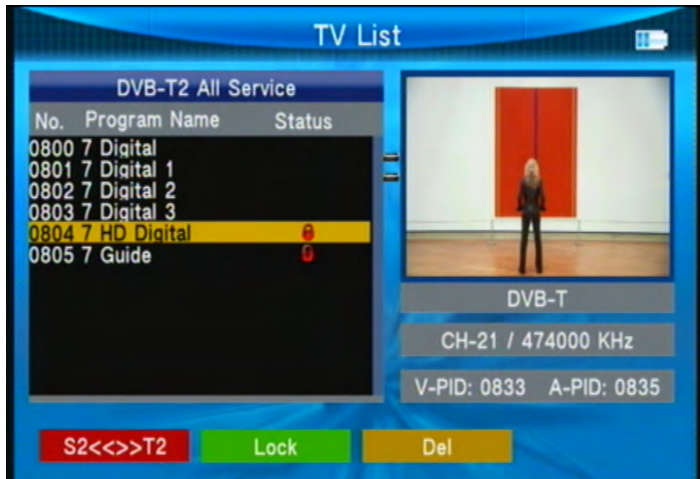 TV List
DVB-T2 All Service
No. Program Name Status
0800 7 Digital
0801 7 Digital 1
0802 7 Digital 2
0803 7 Digital 3
0804 7 HD Digital
0805 7 Guide
DVB-T
CH-21 / 474000 KHz
V-PID: 0833 A-PID: 0835
S2<<>>T2 Lock Del